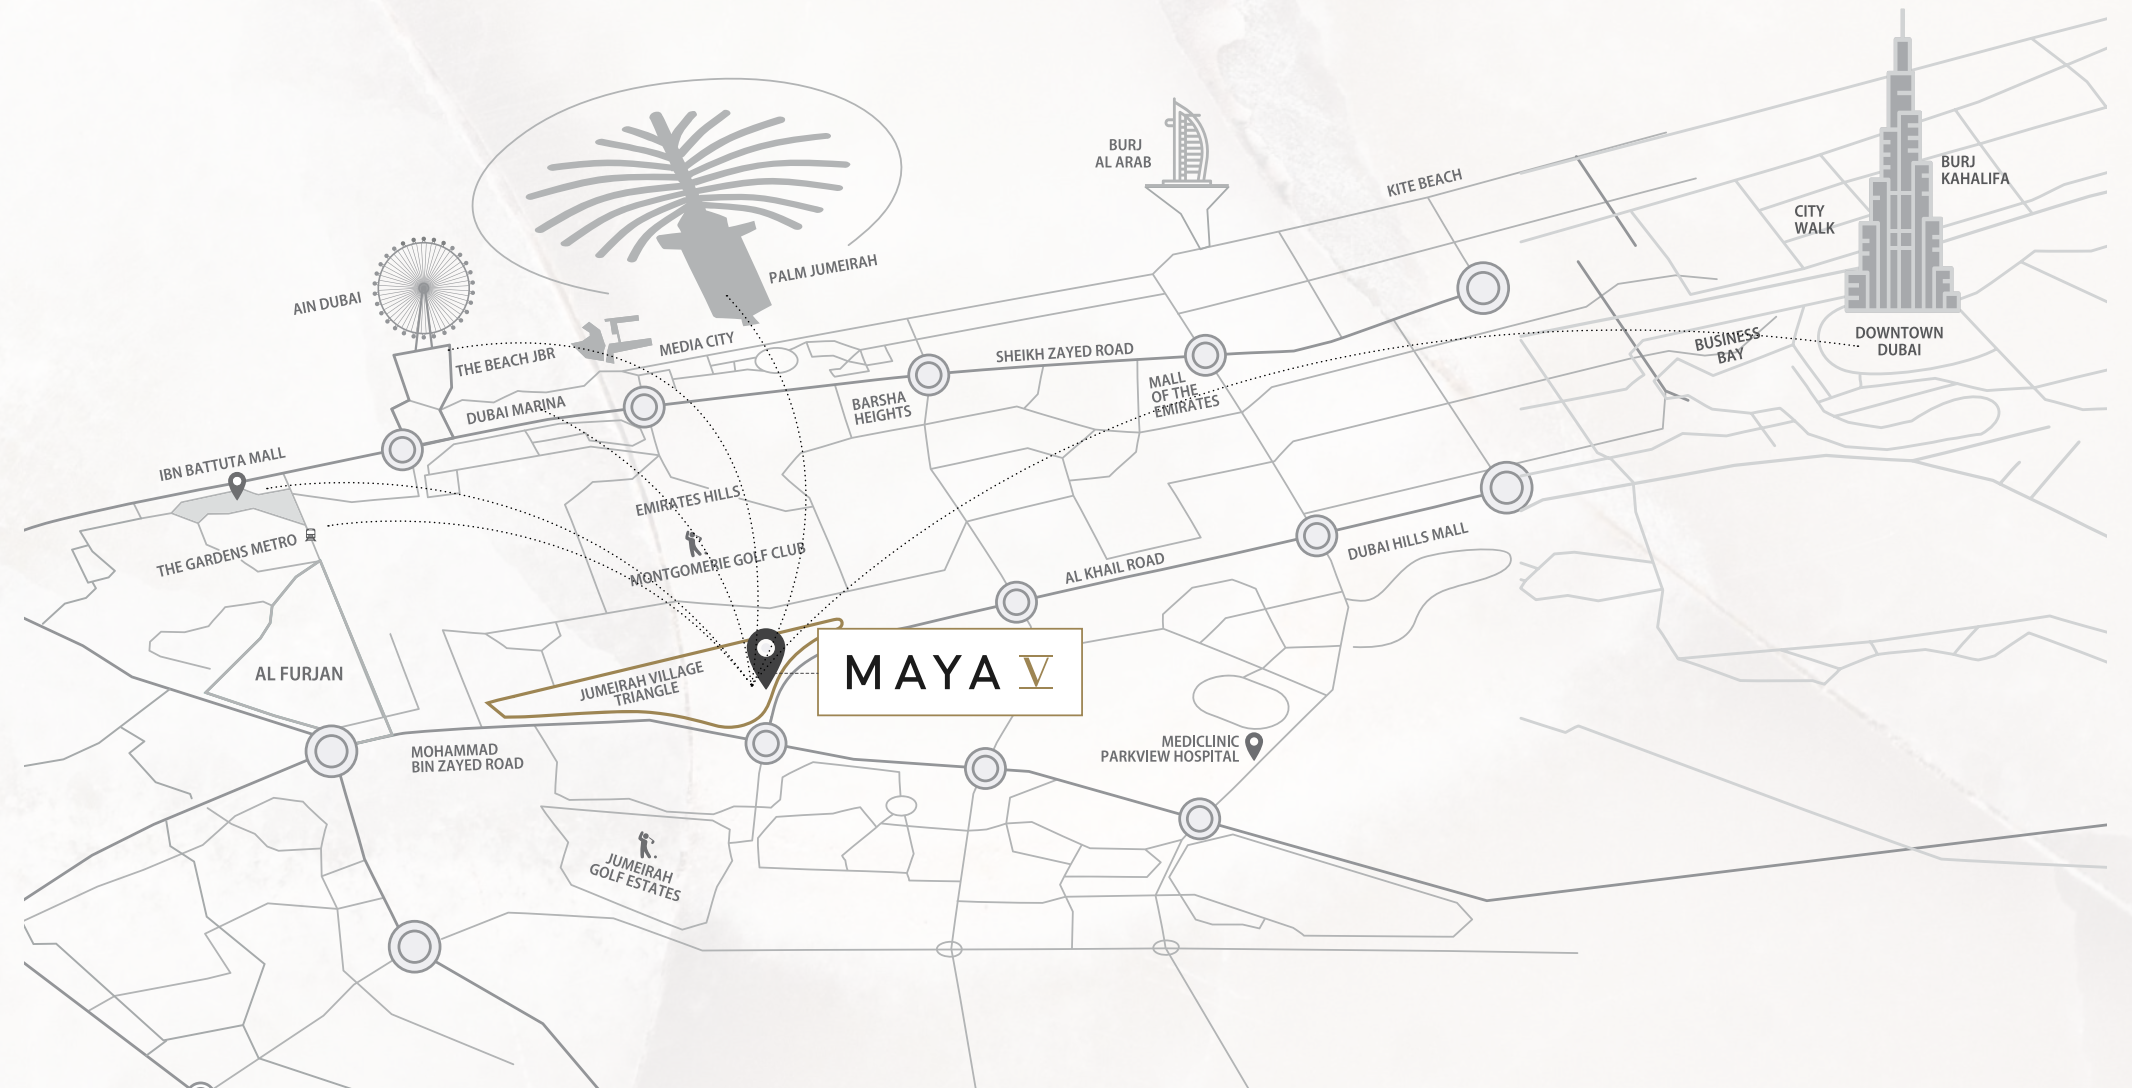 BURJ
AL ARAB
KITE BEACH
BURJ
KAHALIFA
CITY
WALK
PALM JUMEIRAH
AIN DUBAI
MEDIA CITY
THE BEACH JBR
SHEIKH ZAYED ROAD
BUSINESS
BAY
DOWNTOWN
DUBAI
DUBAI MARINA
BARSHA
HEIGHTS
MALL
OF THE
EMIRATES
IBN BATTUTA MALL
EMIRATES HILLS
THE GARDENS METRO
MONTGOMERIE GOLF CLUB
AL KHAIL ROAD
DUBAI HILLS MALL
AL FURJAN
JUMEIRAH VILLAGE
TRIANGLE
MAYA V
MOHAMMAD
BIN ZAYED ROAD
MEDICLINIC
PARKVIEW HOSPITAL
JUMEIRAH
GOLF ESTATES